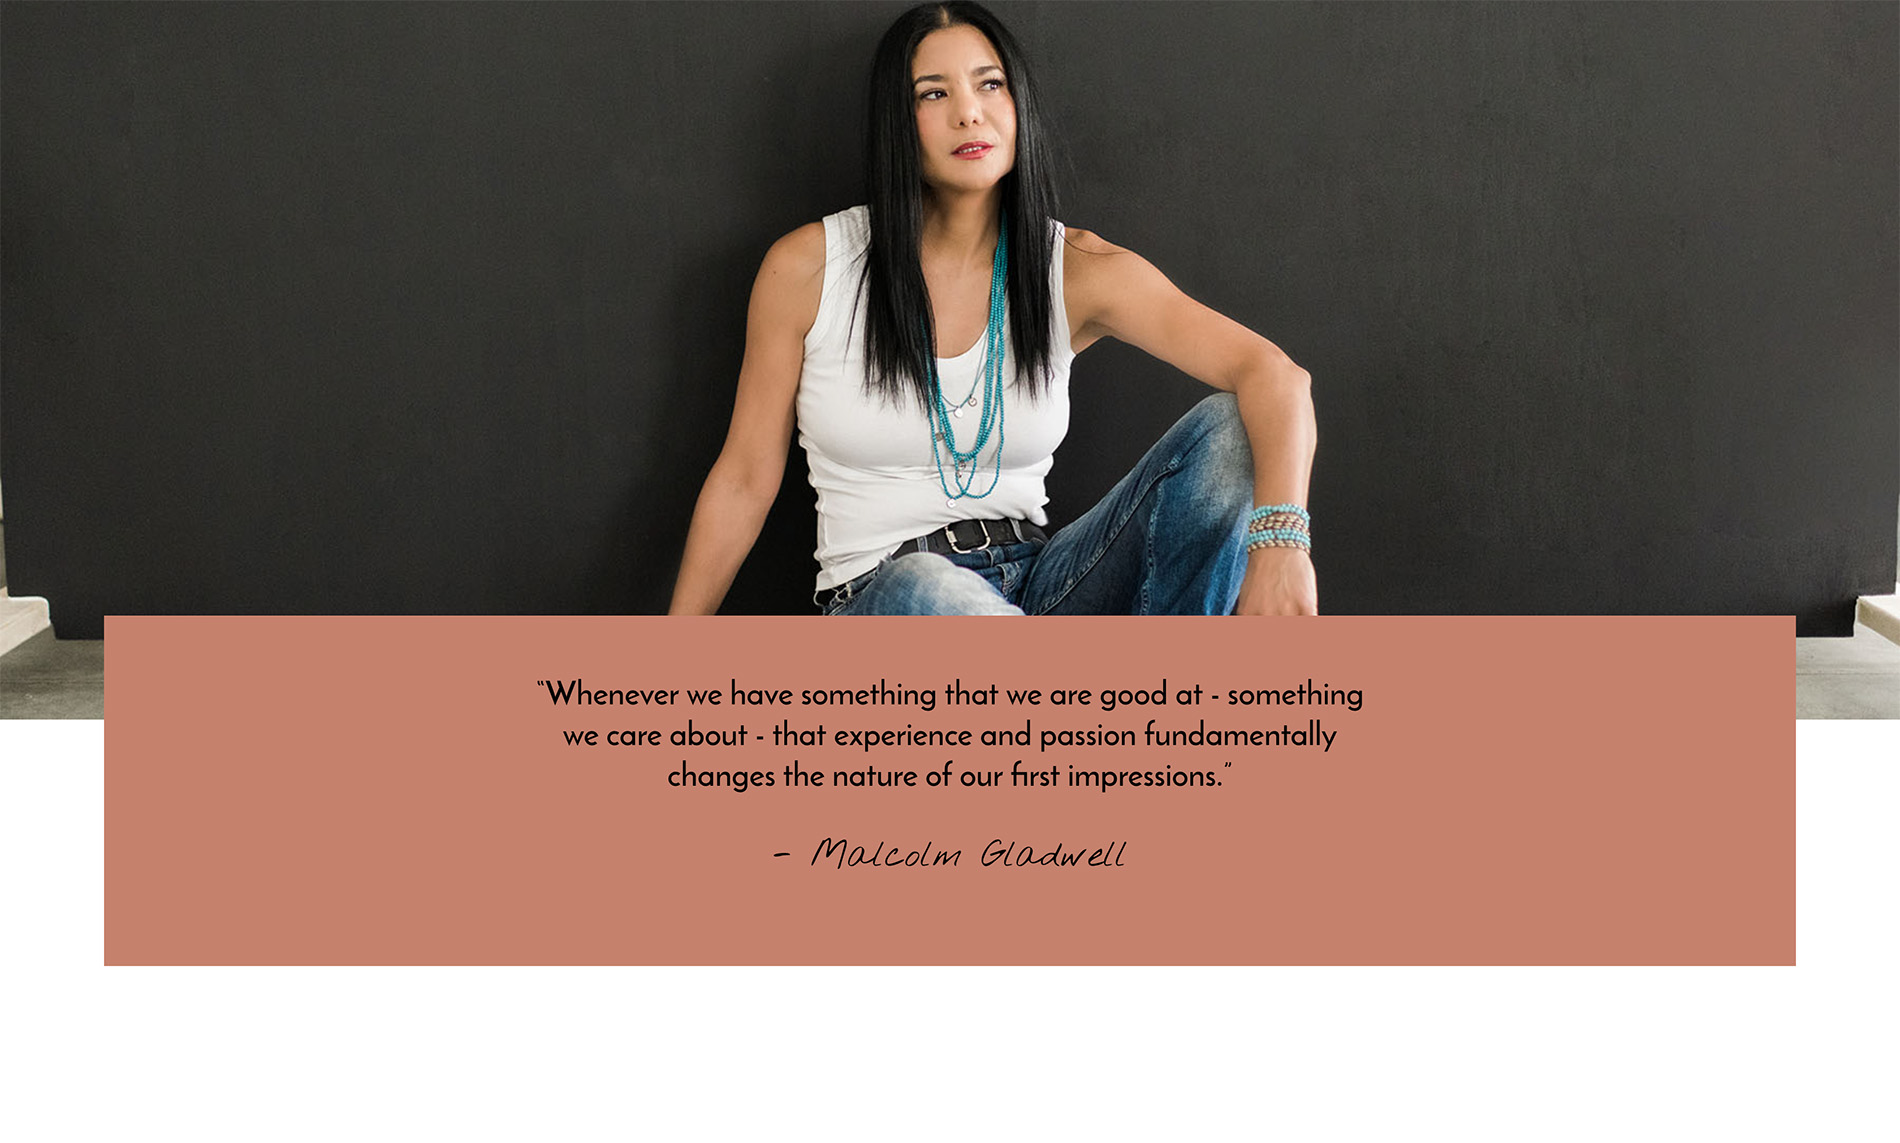 “Whenever we have something that we are good at - something
we care about - that experience and passion fundamentally
changes the nature of our first impressions.”
- Malcolm Gladwell